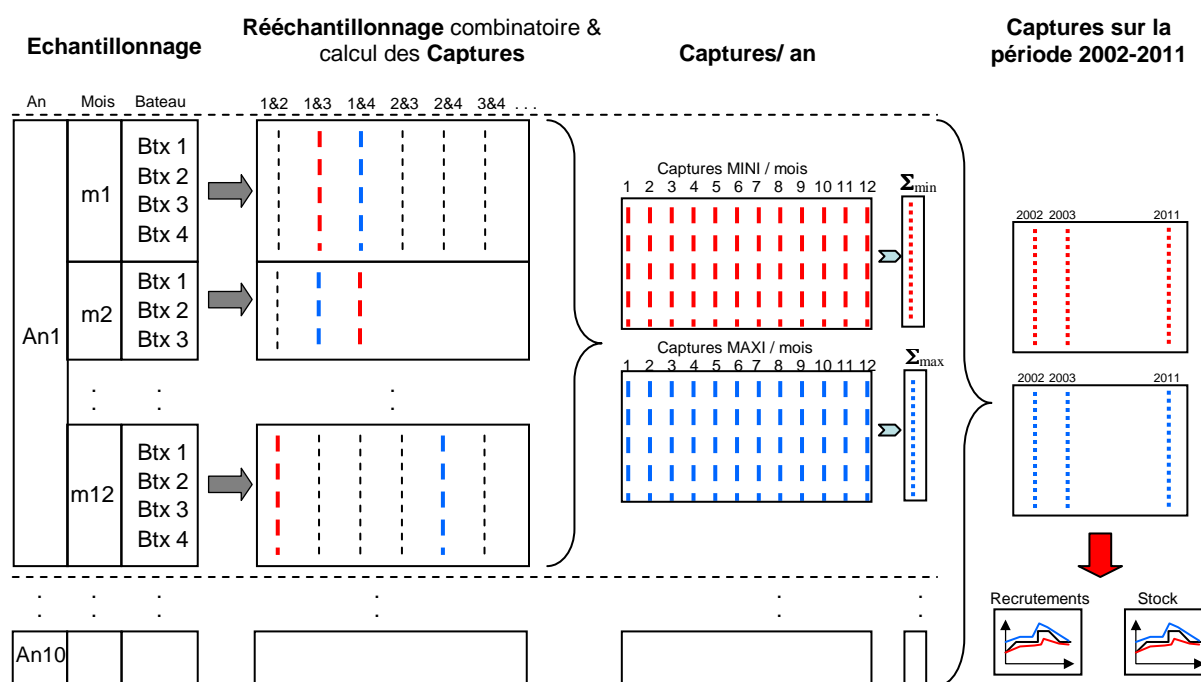 Echantillonnage
Rééchantillonnage combinatoire &
calcul des Captures
Captures/ an
Captures sur la
période 2002-2011
An Mois Bateau
1&2 1&3 1&4 2&3 2&4 3&4 . . .
An1
m1
Btx 1
Btx 2
Btx 3
Btx 4
m2
Btx 1
Btx 2
Btx 3
m12
Btx 1
Btx 2
Btx 3
Btx 4
An10
Captures MINI / mois
1 2 3 4 5 6 7 8 9 10 11 12
Σmin
Captures MAXI / mois
1 2 3 4 5 6 7 8 9 10 11 12
Σmax
2002 2003 2011
2002 2003 2011
Recrutements Stock